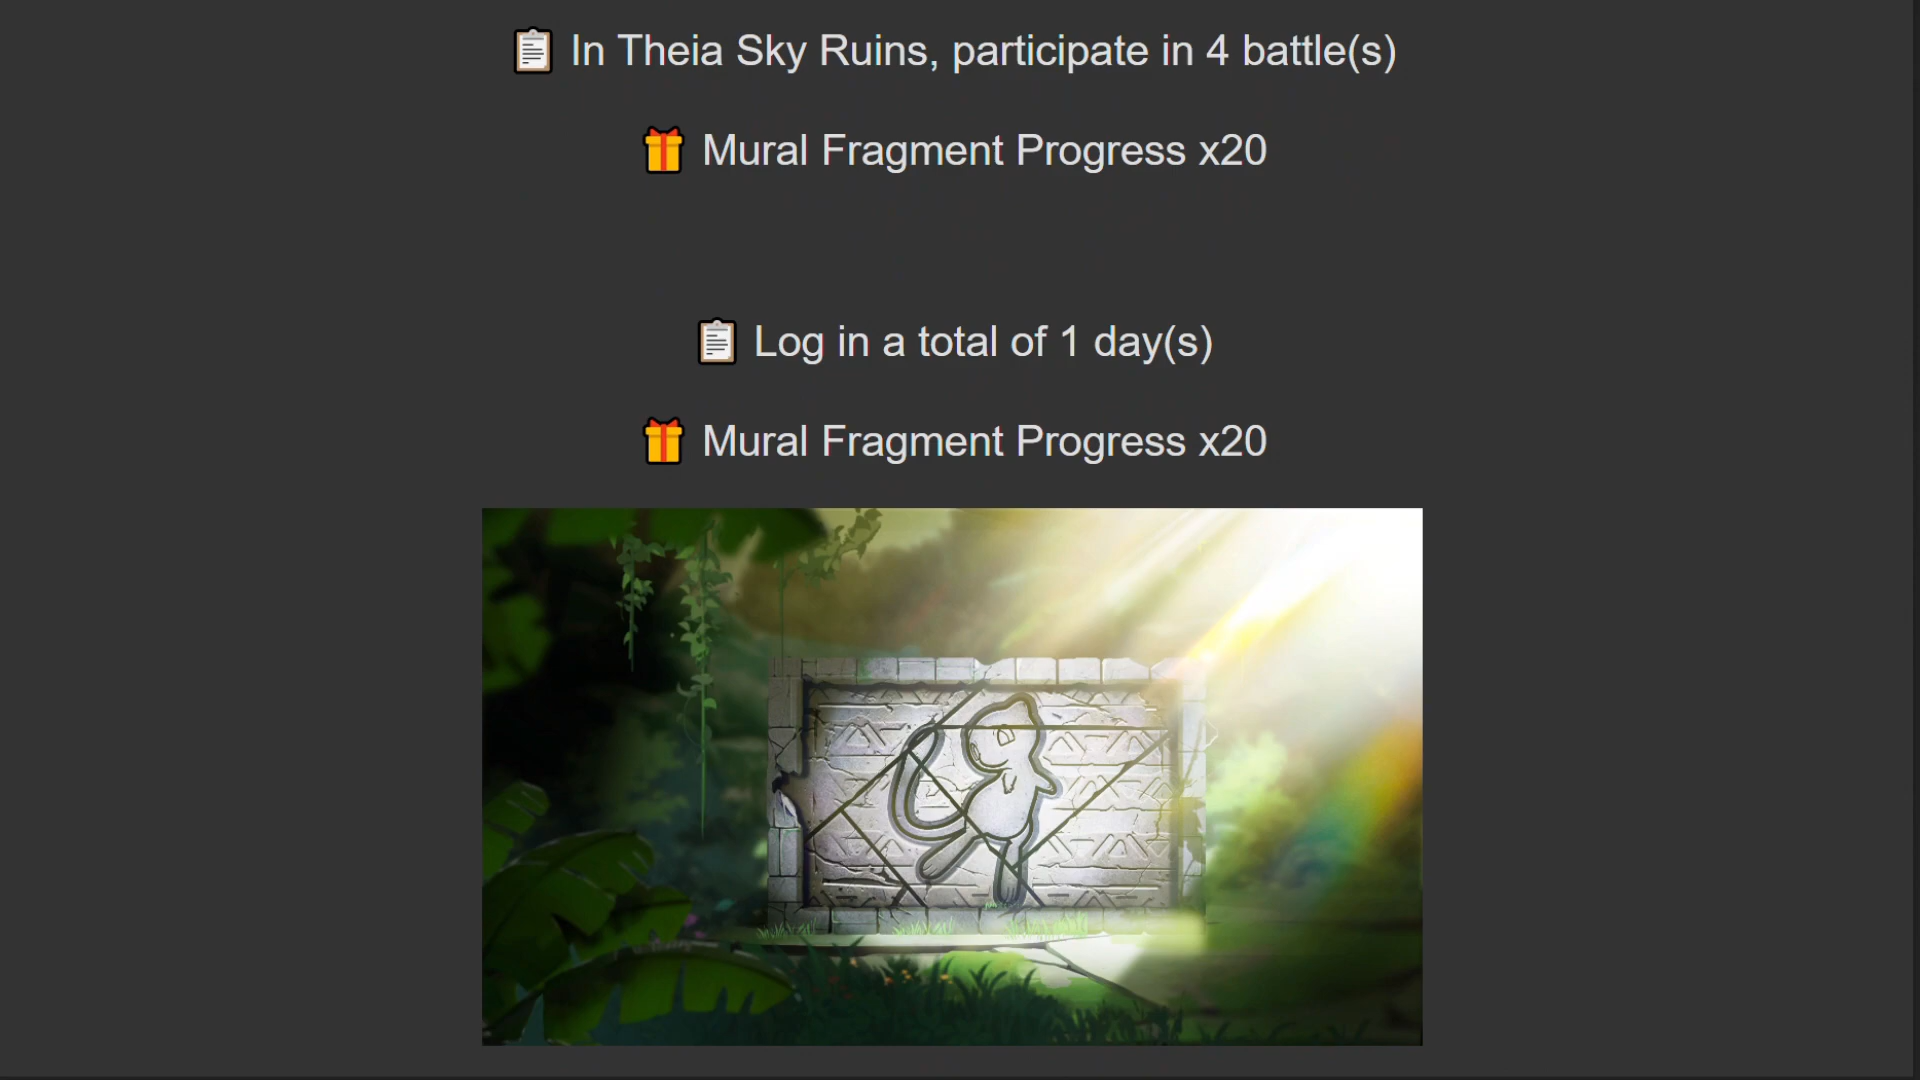 In Theia Sky Ruins, participate in 4 battle(s)
Mural Fragment Progress x20
Log in a total of 1 day(s)
Mural Fragment Progress x20